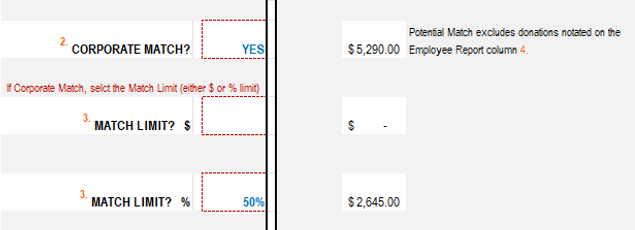 Potential Match excludes donations notated on the
2. CORPORATE MATCH? YES $ 5,290.00 Employee Report column 4.
If Corporate Match, selct the Match Limit (either $ or % limit)
3. MATCH LIMIT? $ $ -
3. MATCH LIMIT? % 50% $ 2,645.00